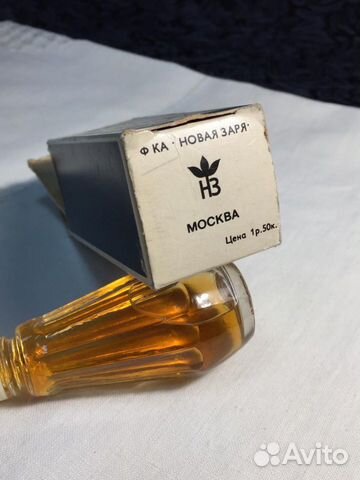 Ф КА · НОВАЯ ЗАРЯ·
НЗ
МОСКВА
Цена 1р.50к.
Avito